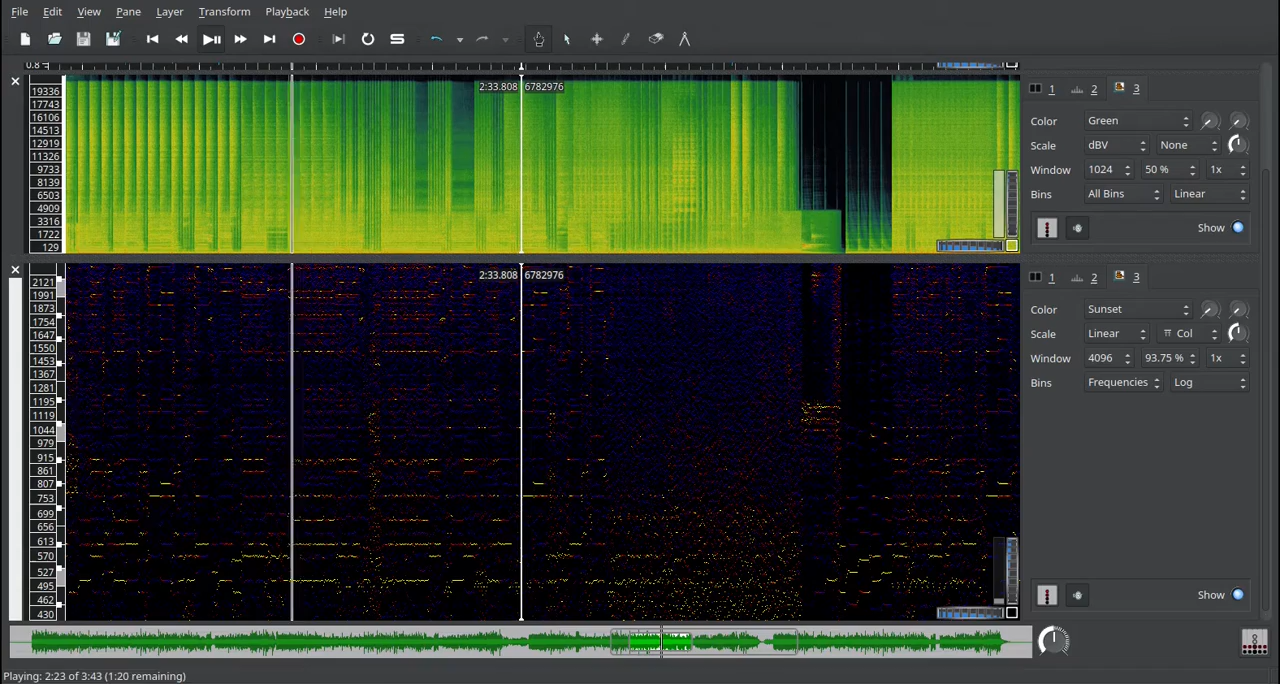 File Edit View Pane Layer Transform Playback Help
0.8
2:33.808 6782976
19336
17743
16106
14513
12919
11326
9733
8139
6503
4909
3316
1722
129
1 2 3
Color Green
Scale dBV None
Window 1024 50 % 1x
Bins All Bins Linear
Show
2:33.808 6782976
2121
1991
1873
1754
1647
1550
1453
1367
1281
1195
1119
1044
979
915
861
807
753
699
656
613
570
527
495
462
430
1 2 3
Color Sunset
Scale Linear Col
Window 4096 93.75 % 1x
Bins Frequencies Log
Show
Playing: 2:23 of 3:43 (1:20 remaining)